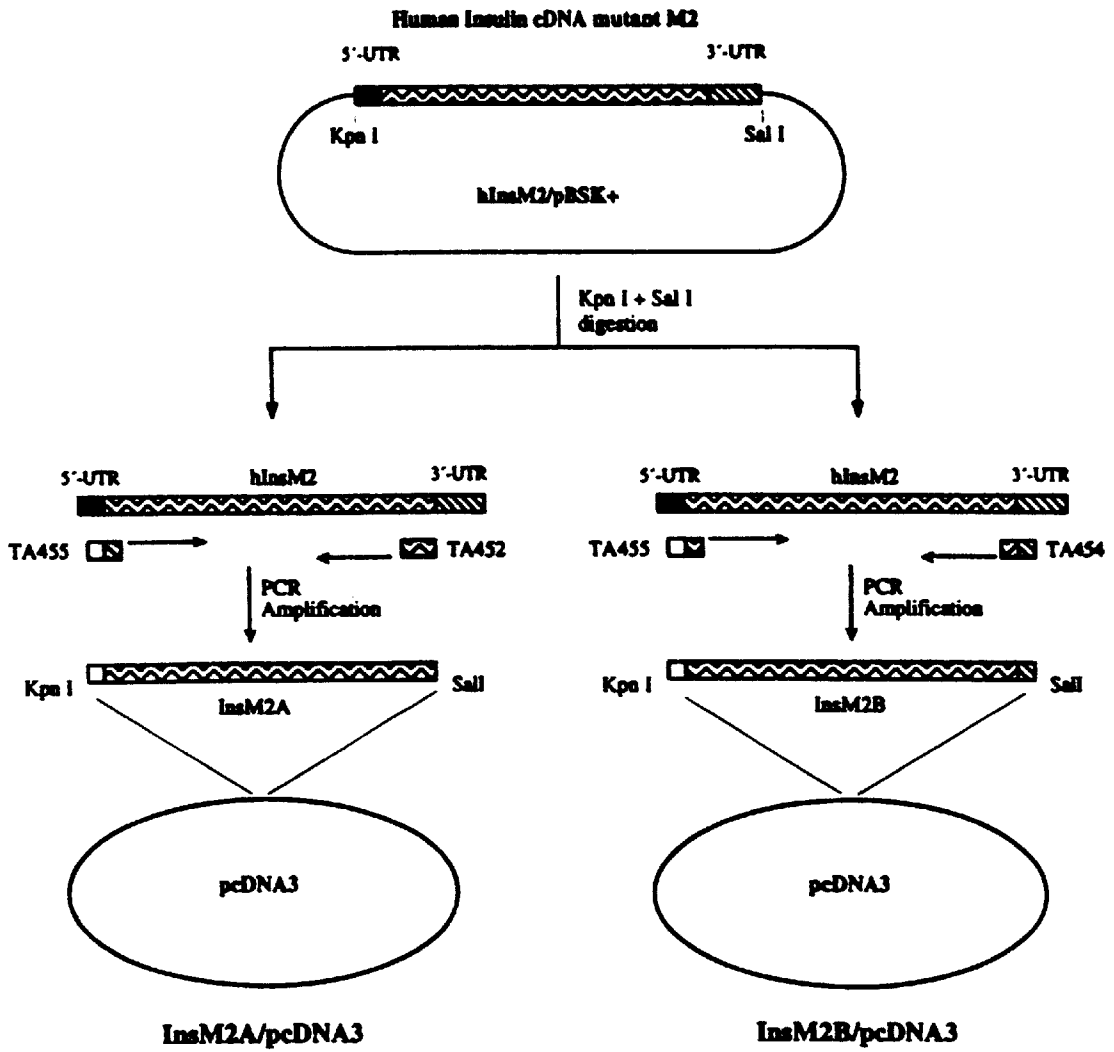 Human Insulin cDNA mutant M2
5´-UTR 3´-UTR
Kpn I Sal I
hInsM2/pBSK+
Kpn I + Sal I
digestion
5´-UTR hInsM2 3´-UTR
TA455 TA452
PCR
Amplification
Kpn I SalI
InsM2A
pcDNA3
InsM2A/pcDNA3
5´-UTR hInsM2 3´-UTR
TA455 TA454
PCR
Amplification
Kpn I SalI
InsM2B
pcDNA3
InsM2B/pcDNA3